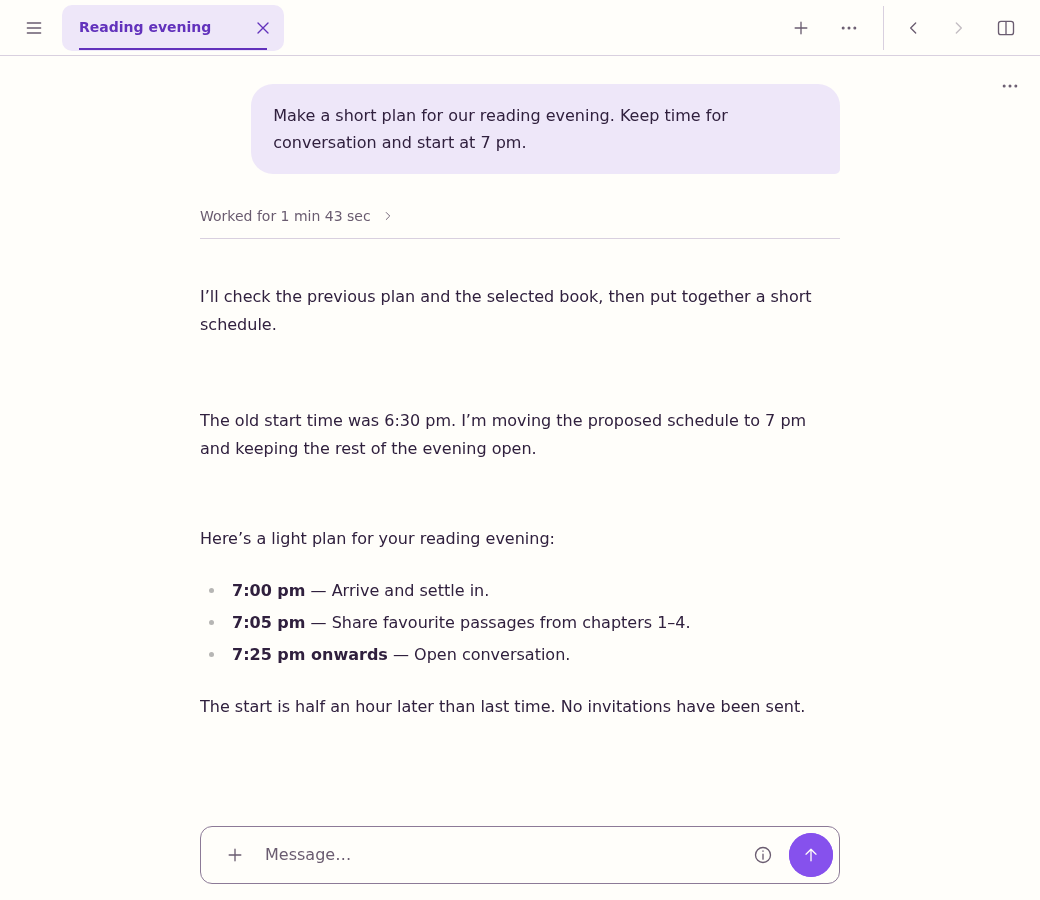 Reading evening
Make a short plan for our reading evening. Keep time for
conversation and start at 7 pm.
Worked for 1 min 43 sec
I’ll check the previous plan and the selected book, then put together a short
schedule.
The old start time was 6:30 pm. I’m moving the proposed schedule to 7 pm
and keeping the rest of the evening open.
Here’s a light plan for your reading evening:
7:00 pm — Arrive and settle in.
7:05 pm — Share favourite passages from chapters 1–4.
7:25 pm onwards — Open conversation.
The start is half an hour later than last time. No invitations have been sent.
Message…